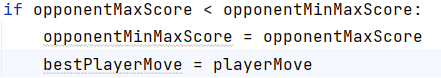 if opponentMaxScore < opponentMinMaxScore:
    opponentMinMaxScore = opponentMaxScore
    bestPlayerMove = playerMove